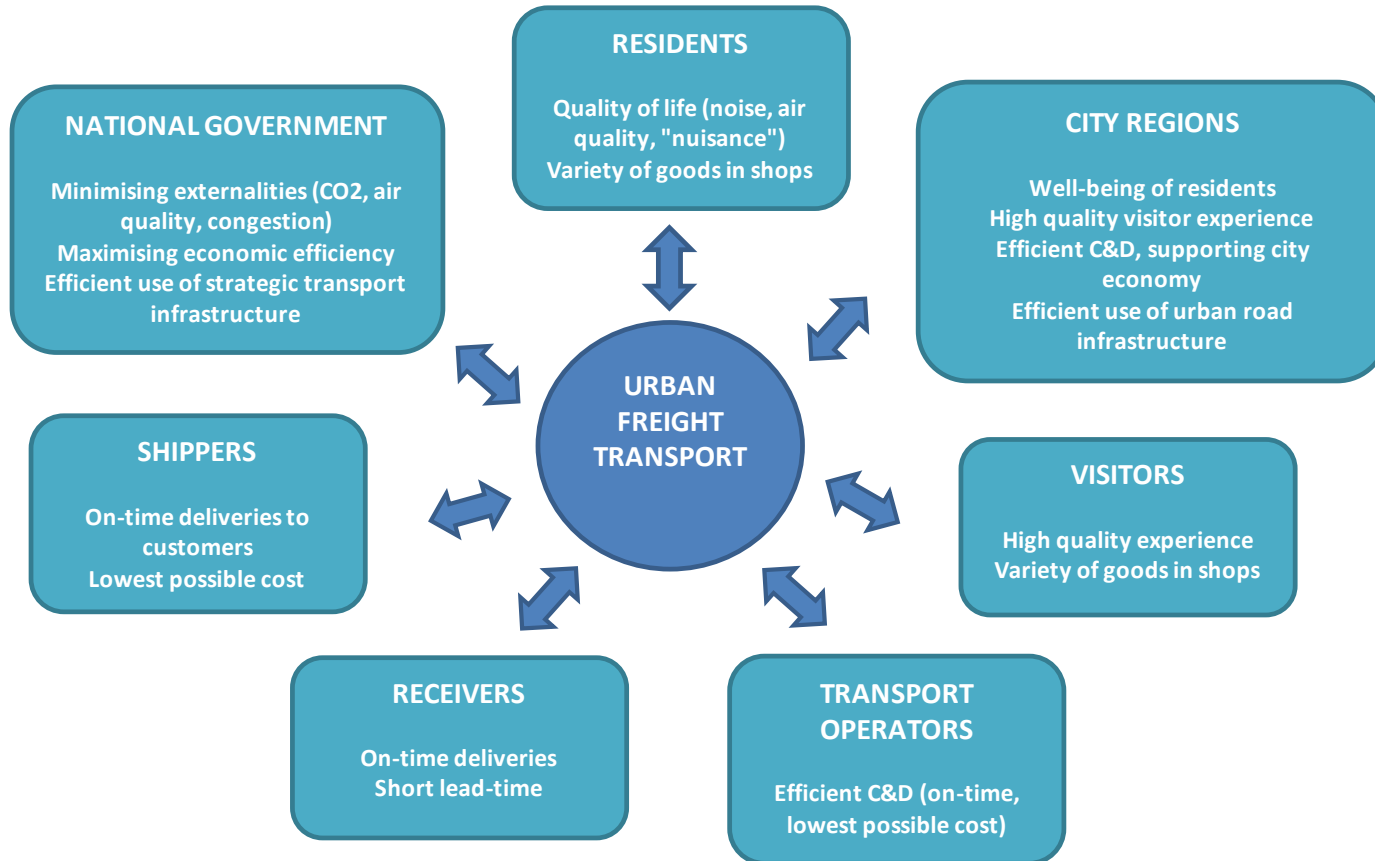 RESIDENTS
Quality of life (noise, air
quality, "nuisance")
Variety of goods in shops
NATIONAL GOVERNMENT
Minimising externalities (CO2, air
quality, congestion)
Maximising economic efficiency
Efficient use of strategic transport
infrastructure
CITY REGIONS
Well-being of residents
High quality visitor experience
Efficient C&D, supporting city
economy
Efficient use of urban road
infrastructure
URBAN
FREIGHT
TRANSPORT
SHIPPERS
On-time deliveries to
customers
Lowest possible cost
VISITORS
High quality experience
Variety of goods in shops
RECEIVERS
On-time deliveries
Short lead-time
TRANSPORT
OPERATORS
Efficient C&D (on-time,
lowest possible cost)